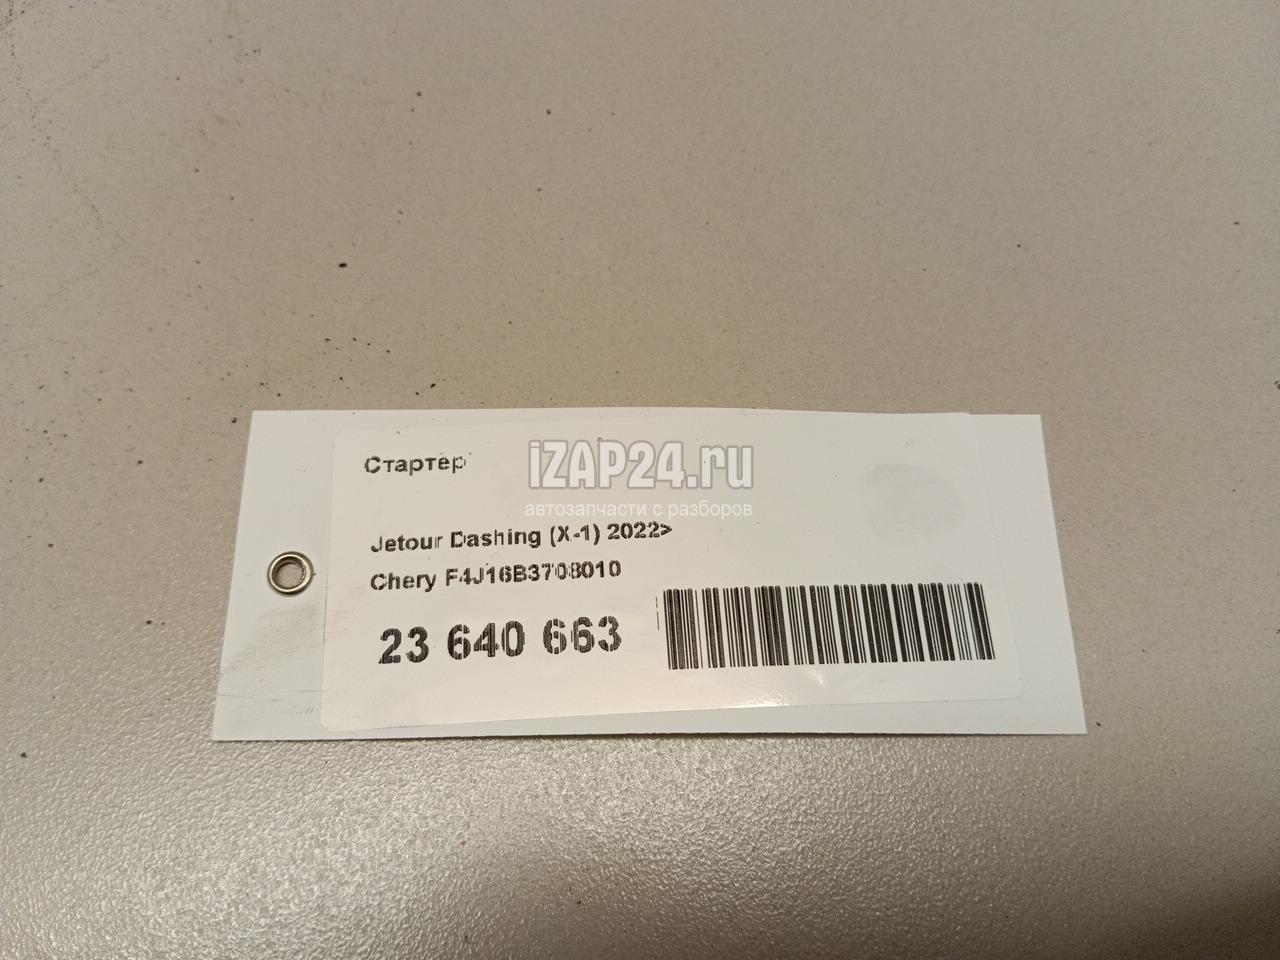 Стартер
iZAP24.ru
автозапчасти с разборов
Jetour Dashing (X-1) 2022>
Chery F4J16B3708010
23 640 663